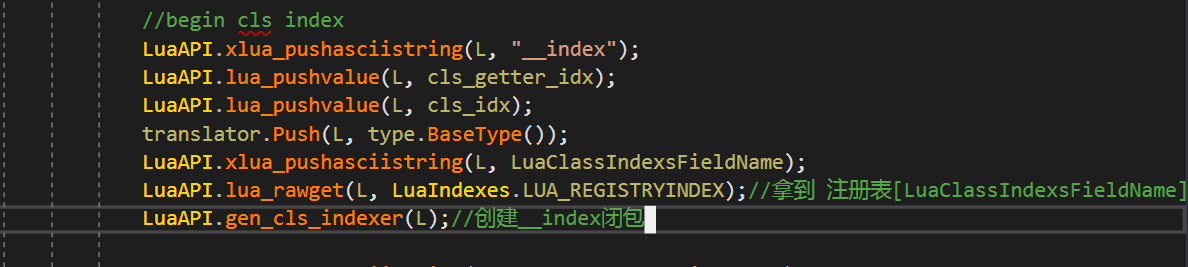 //begin cls index
LuaAPI.xlua_pushasciistring(L, "__index");
LuaAPI.lua_pushvalue(L, cls_getter_idx);
LuaAPI.lua_pushvalue(L, cls_idx);
translator.Push(L, type.BaseType());
LuaAPI.xlua_pushasciistring(L, LuaClassIndexsFieldName);
LuaAPI.lua_rawget(L, LuaIndexes.LUA_REGISTRYINDEX);//拿到 注册表[LuaClassIndexsFieldName]
LuaAPI.gen_cls_indexer(L);//创建__index闭包